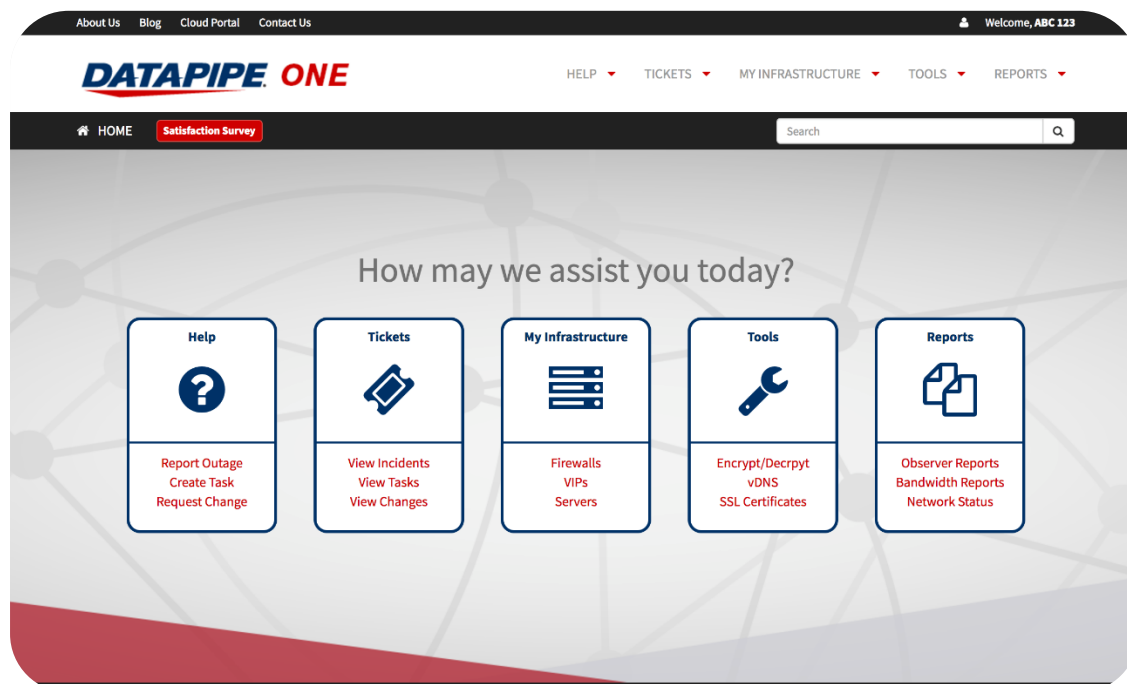 About Us Blog Cloud Portal Contact Us Welcome, ABC 123
DATAPIPE. ONE
HELP TICKETS MY INFRASTRUCTURE TOOLS REPORTS
HOME Satisfaction Survey Search
How may we assist you today?
Help
Report Outage
Create Task
Request Change
Tickets
View Incidents
View Tasks
View Changes
My Infrastructure
Firewalls
VIPs
Servers
Tools
Encrypt/Decrpyt
vDNS
SSL Certificates
Reports
Observer Reports
Bandwidth Reports
Network Status